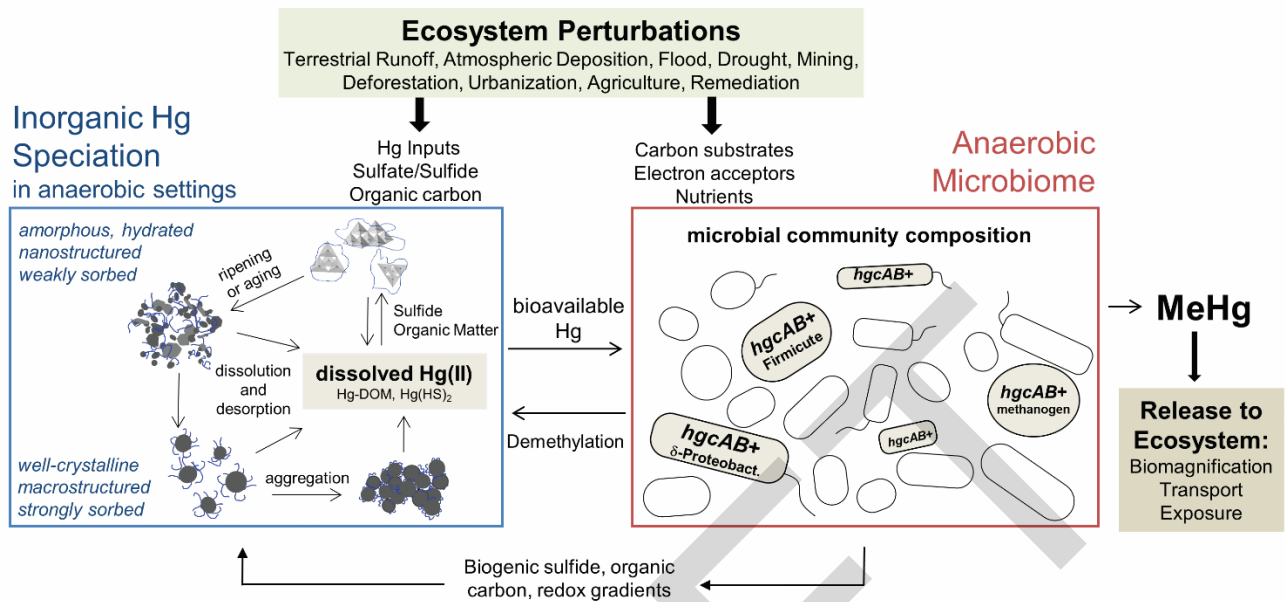 Ecosystem Perturbations
Terrestrial Runoff, Atmospheric Deposition, Flood, Drought, Mining,
Deforestation, Urbanization, Agriculture, Remediation
Inorganic Hg
Speciation
in anaerobic settings
Hg Inputs
Sulfate/Sulfide
Organic carbon
Carbon substrates
Electron acceptors
Nutrients
Anaerobic
Microbiome
amorphous, hydrated
nanostructured
weakly sorbed
ripening
or aging
Sulfide
Organic Matter
dissolution
and
desorption
dissolved Hg(II)
Hg-DOM, Hg(HS)₂
well-crystalline
macrostructured
strongly sorbed
aggregation
bioavailable
Hg
Demethylation
microbial community composition
hgcAB+
hgcAB+
Firmicute
hgcAB+
methanogen
hgcAB+
δ-Proteobact.
hgcAB+
MeHg
Release to
Ecosystem:
Biomagnification
Transport
Exposure
Biogenic sulfide, organic
carbon, redox gradients